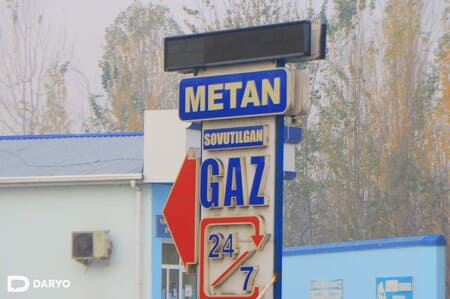 METAN
SOVUTILGAN
GAZ
24
7
DARYO